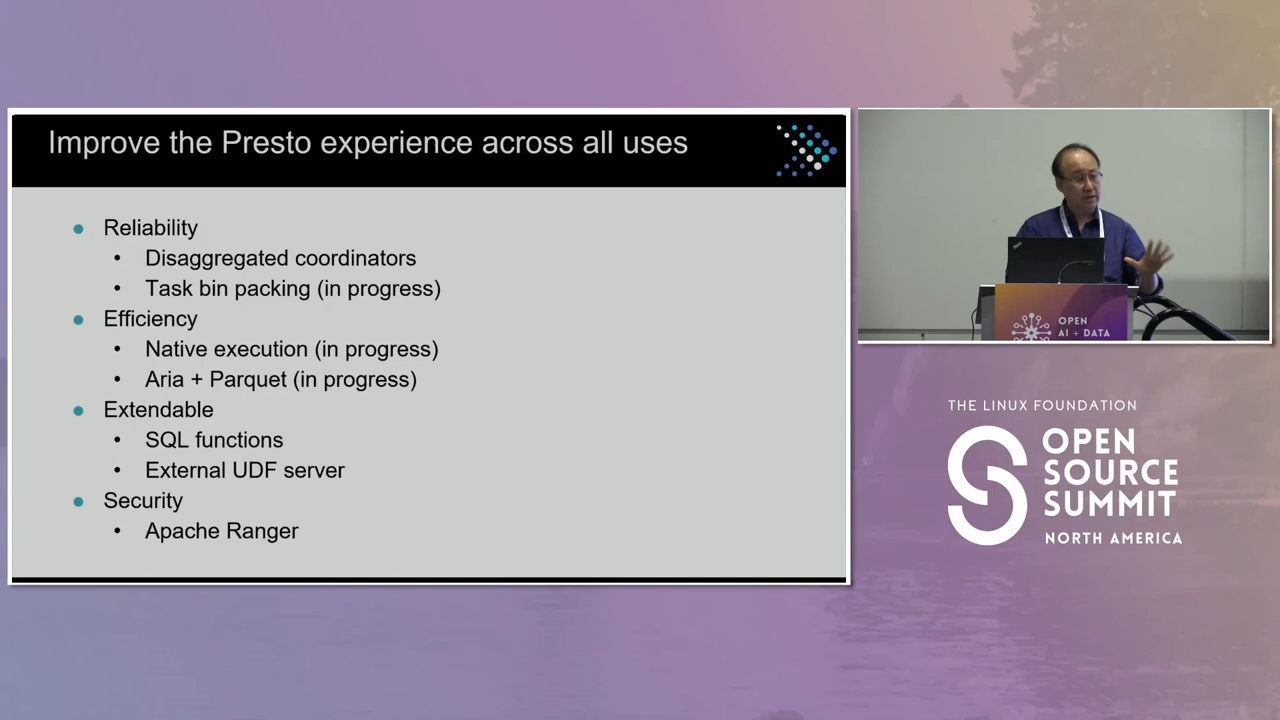 Improve the Presto experience across all uses
● Reliability
• Disaggregated coordinators
• Task bin packing (in progress)
● Efficiency
• Native execution (in progress)
• Aria + Parquet (in progress)
● Extendable
• SQL functions
• External UDF server
● Security
• Apache Ranger
OPEN
AI + DATA
THE LINUX FOUNDATION
OPEN
SOURCE
SUMMIT
NORTH AMERICA